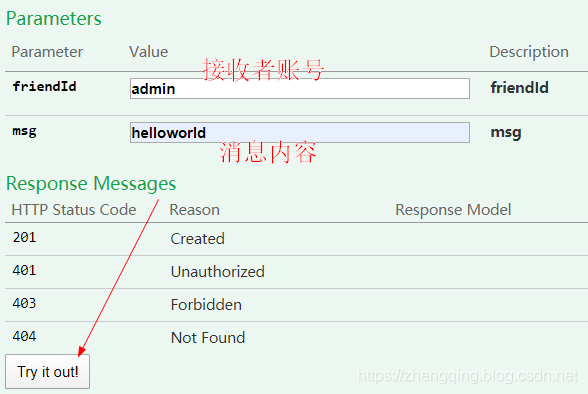 Parameters
Parameter Value Description
接收者账号
friendId admin friendId
msg helloworld msg
消息内容
Response Messages
HTTP Status Code Reason Response Model
201 Created
401 Unauthorized
403 Forbidden
404 Not Found
Try it out!
https://zhengqing.blog.csdn.net